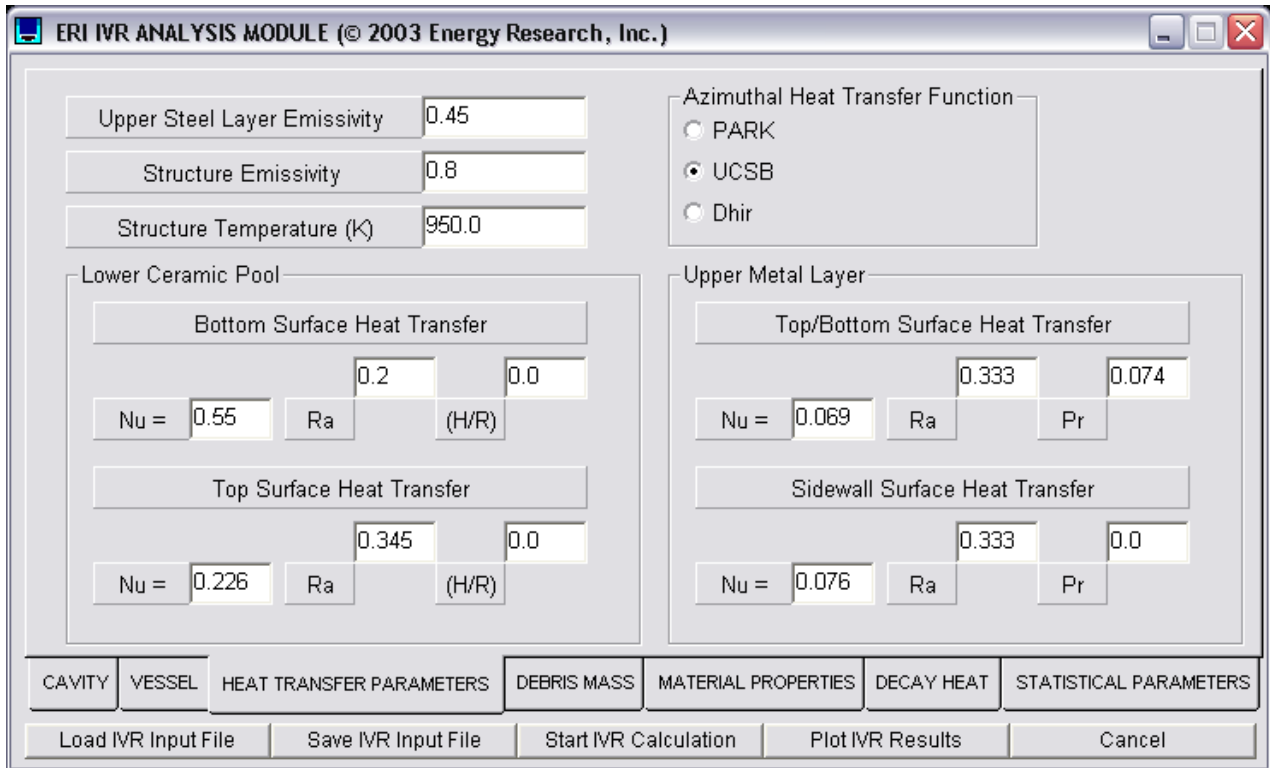 ERI IVR ANALYSIS MODULE (© 2003 Energy Research, Inc.)
Upper Steel Layer Emissivity 0.45
Structure Emissivity 0.8
Structure Temperature (K) 950.0
Azimuthal Heat Transfer Function
PARK
UCSB
Dhir
Lower Ceramic Pool
Bottom Surface Heat Transfer
0.2 0.0
Nu = 0.55 Ra (H/R)
Top Surface Heat Transfer
0.345 0.0
Nu = 0.226 Ra (H/R)
Upper Metal Layer
Top/Bottom Surface Heat Transfer
0.333 0.074
Nu = 0.069 Ra Pr
Sidewall Surface Heat Transfer
0.333 0.0
Nu = 0.076 Ra Pr
CAVITY VESSEL HEAT TRANSFER PARAMETERS DEBRIS MASS MATERIAL PROPERTIES DECAY HEAT STATISTICAL PARAMETERS
Load IVR Input File Save IVR Input File Start IVR Calculation Plot IVR Results Cancel